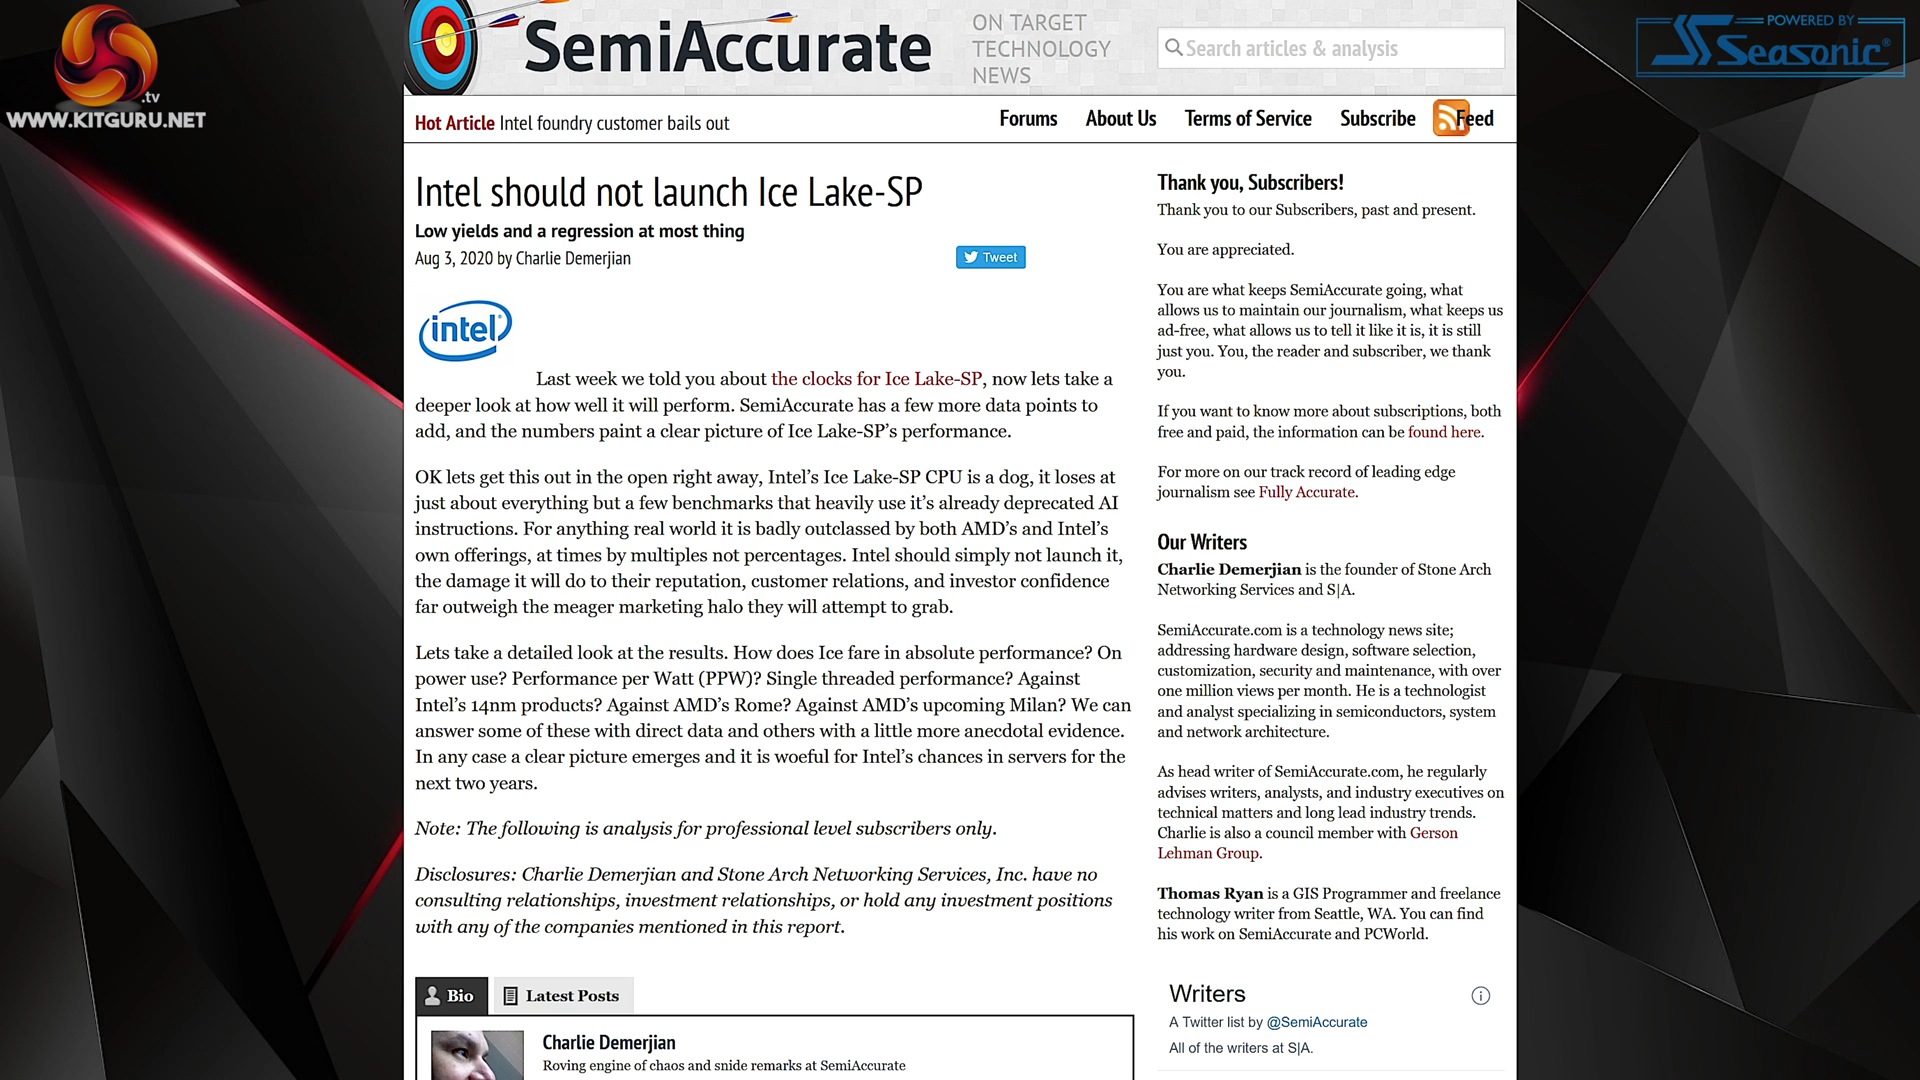 .tv
WWW.KITGURU.NET
POWERED BY
Seasonic®
SemiAccurate
ON TARGET
TECHNOLOGY
NEWS
Search articles & analysis
Hot Article Intel foundry customer bails out
Forums
About Us
Terms of Service
Subscribe
Feed
Intel should not launch Ice Lake-SP
Low yields and a regression at most thing
Aug 3, 2020 by Charlie Demerjian
Tweet
intel
Last week we told you about the clocks for Ice Lake-SP, now lets take a
deeper look at how well it will perform. SemiAccurate has a few more data points to
add, and the numbers paint a clear picture of Ice Lake-SP's performance.
OK lets get this out in the open right away, Intel's Ice Lake-SP CPU is a dog, it loses at
just about everything but a few benchmarks that heavily use it's already deprecated AI
instructions. For anything real world it is badly outclassed by both AMD's and Intel's
own offerings, at times by multiples not percentages. Intel should simply not launch it,
the damage it will do to their reputation, customer relations, and investor confidence
far outweigh the meager marketing halo they will attempt to grab.
Lets take a detailed look at the results. How does Ice fare in absolute performance? On
power use? Performance per Watt (PPW)? Single threaded performance? Against
Intel's 14nm products? Against AMD's Rome? Against AMD's upcoming Milan? We can
answer some of these with direct data and others with a little more anecdotal evidence.
In any case a clear picture emerges and it is woeful for Intel's chances in servers for the
next two years.
Note: The following is analysis for professional level subscribers only.
Disclosures: Charlie Demerjian and Stone Arch Networking Services, Inc. have no
consulting relationships, investment relationships, or hold any investment positions
with any of the companies mentioned in this report.
Bio
Latest Posts
Charlie Demerjian
Roving engine of chaos and snide remarks at SemiAccurate
Thank you, Subscribers!
Thank you to our Subscribers, past and present.
You are appreciated.
You are what keeps SemiAccurate going, what
allows us to maintain our journalism, what keeps us
ad-free, what allows us to tell it like it is, it is still
just you. You, the reader and subscriber, we thank
you.
If you want to know more about subscriptions, both
free and paid, the information can be found here.
For more on our track record of leading edge
journalism see Fully Accurate.
Our Writers
Charlie Demerjian is the founder of Stone Arch
Networking Services and S|A.
SemiAccurate.com is a technology news site;
addressing hardware design, software selection,
customization, security and maintenance, with over
one million views per month. He is a technologist
and analyst specializing in semiconductors, system
and network architecture.
As head writer of SemiAccurate.com, he regularly
advises writers, analysts, and industry executives on
technical matters and long lead industry trends.
Charlie is also a council member with Gerson
Lehman Group.
Thomas Ryan is a GIS Programmer and freelance
technology writer from Seattle, WA. You can find
his work on SemiAccurate and PCWorld.
Writers
A Twitter list by @SemiAccurate
All of the writers at S|A.